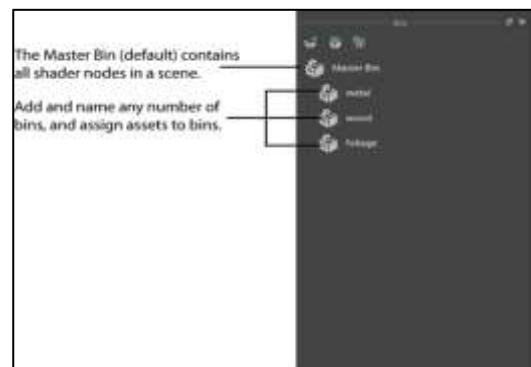 Bins
The Master Bin (default) contains
all shader nodes in a scene.
Master Bin
Add and name any number of
bins, and assign assets to bins.
metal
wood
foliage